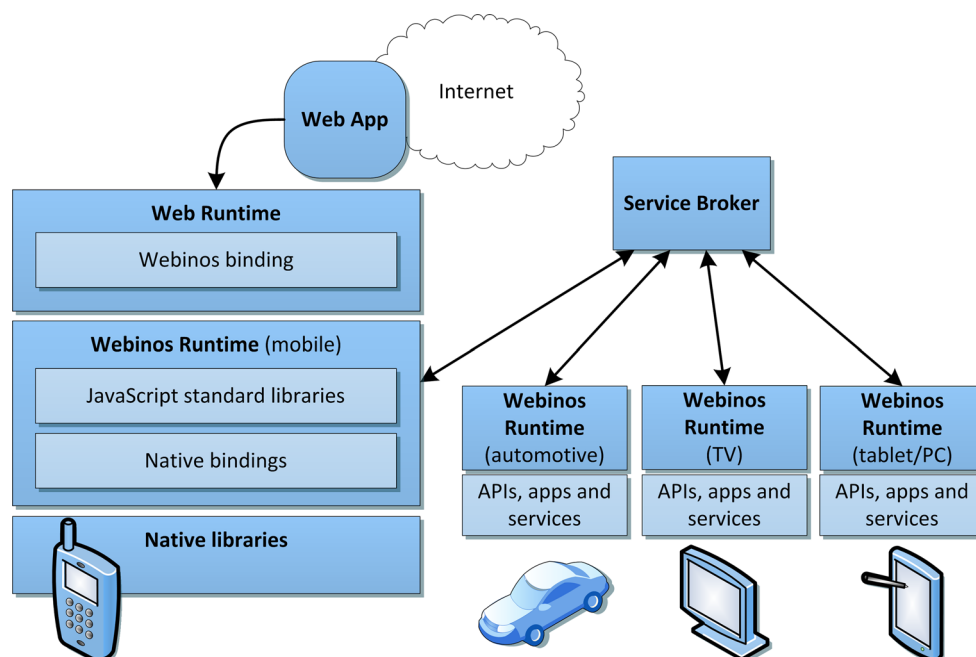 Internet
Web App
Web Runtime
Webinos binding
Service Broker
Webinos Runtime (mobile)
JavaScript standard libraries
Native bindings
Native libraries
Webinos
Runtime
(automotive)
APIs, apps and
services
Webinos
Runtime
(TV)
APIs, apps and
services
Webinos
Runtime
(tablet/PC)
APIs, apps and
services